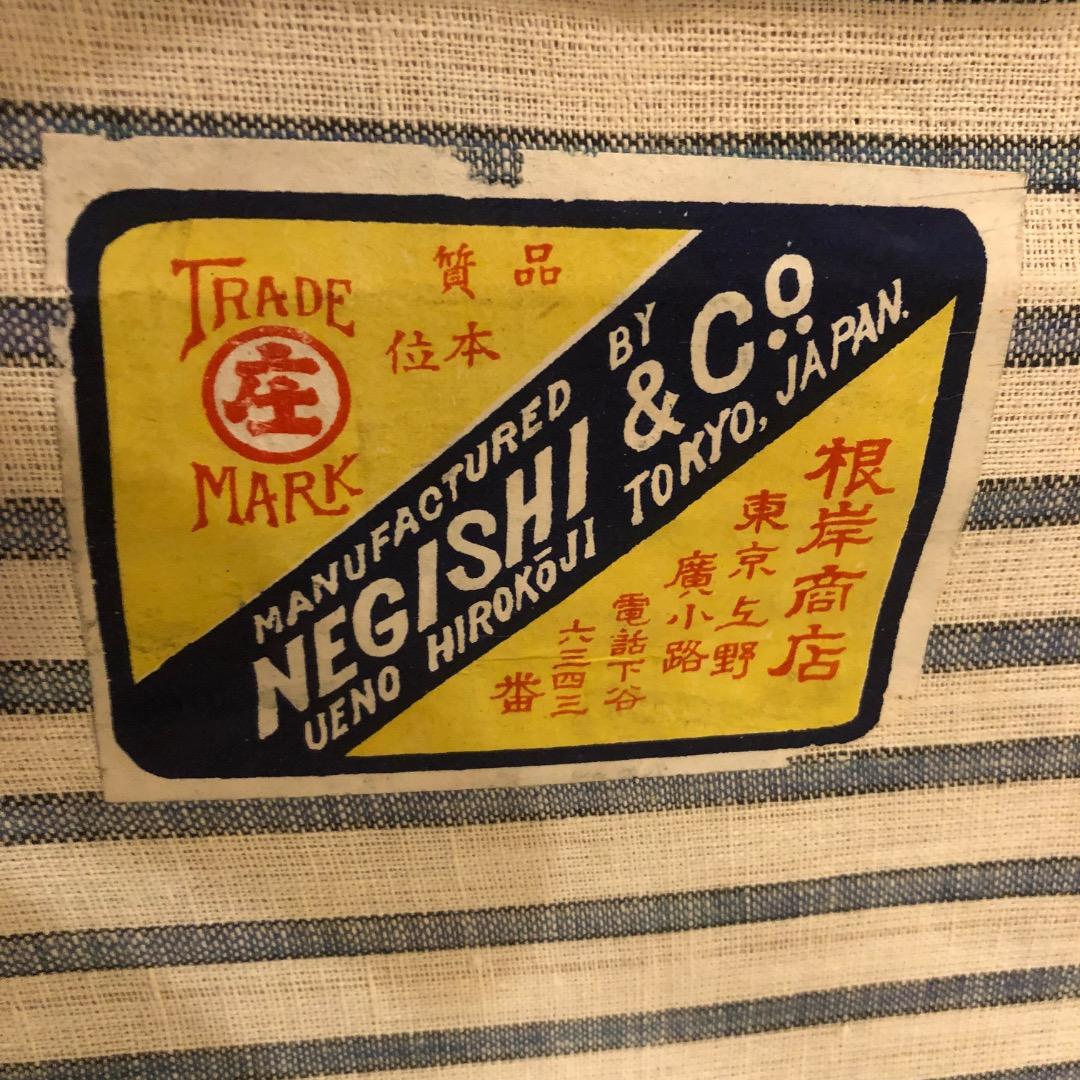 TRADE
庄
MARK
品質
本位
MANUFACTURED BY
NEGISHI & Co.
UENO HIROKōJI TOKYO, JAPAN.
根岸商店
東京上野
廣小路
電話下谷
六三四三
番